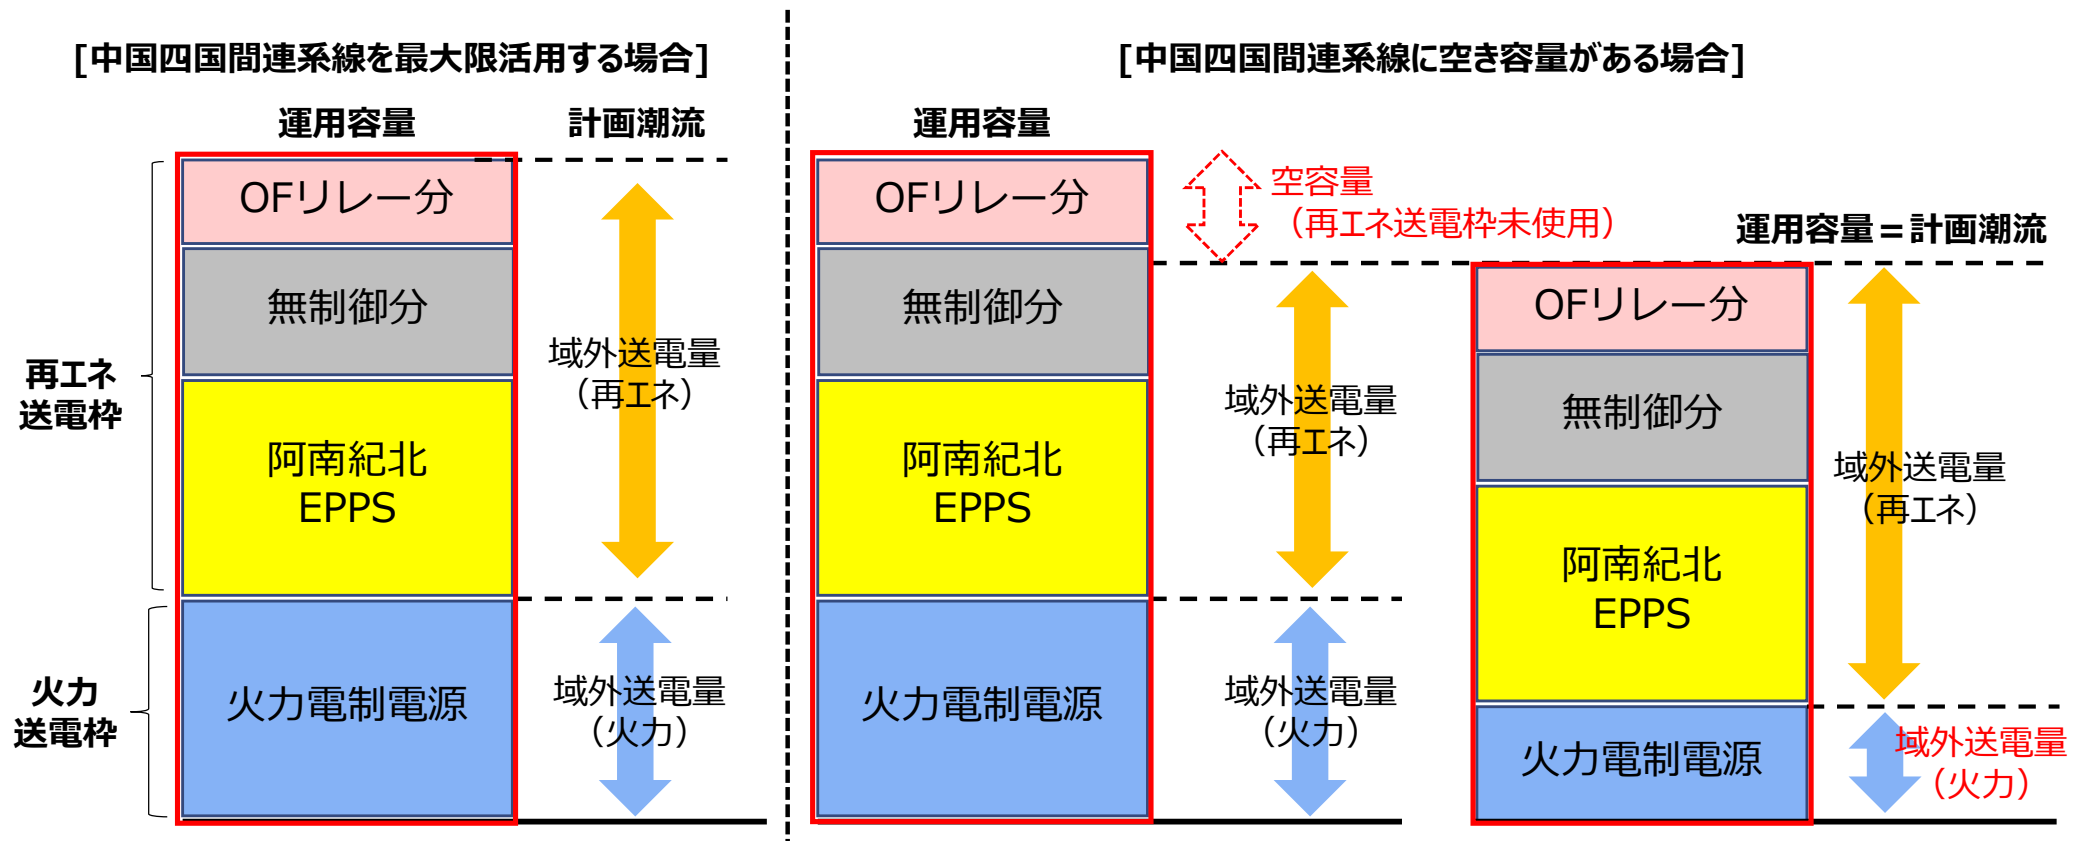 [中国四国間連系線を最大限活用する場合]
運用容量
計画潮流
OFリレー分
無制御分
阿南紀北
EPPS
火力電制電源
再エネ
送電枠
火力
送電枠
域外送電量
（再エネ）
域外送電量
（火力）
[中国四国間連系線に空き容量がある場合]
運用容量
OFリレー分
無制御分
阿南紀北
EPPS
火力電制電源
空容量
（再エネ送電枠未使用）
域外送電量
（再エネ）
域外送電量
（火力）
運用容量＝計画潮流
OFリレー分
無制御分
阿南紀北
EPPS
火力電制電源
域外送電量
（再エネ）
域外送電量
（火力）